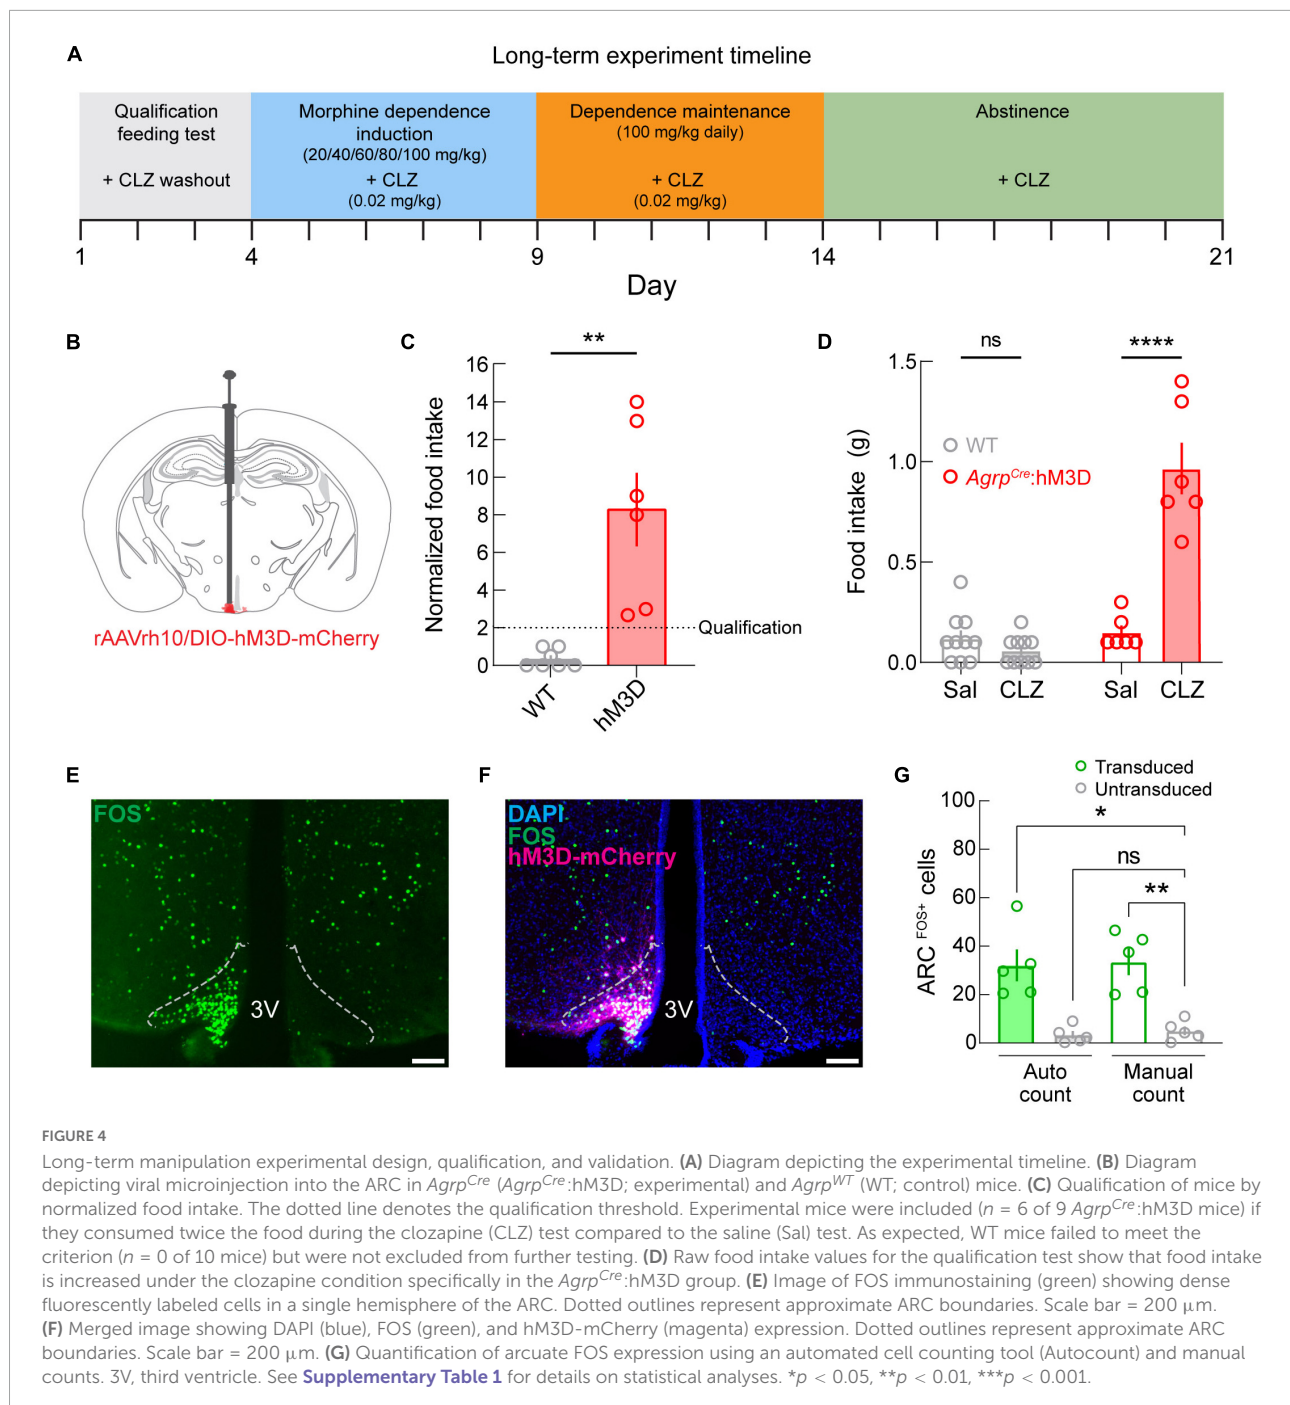 A
Long-term experiment timeline
Qualification
feeding test
+ CLZ washout
Morphine dependence
induction
(20/40/60/80/100 mg/kg)
+ CLZ
(0.02 mg/kg)
Dependence maintenance
(100 mg/kg daily)
+ CLZ
(0.02 mg/kg)
Abstinence
+ CLZ
1 4 9 14 21
Day
B
rAAVrh10/DIO-hM3D-mCherry
C
**
Normalized food intake
16
14
12
10
8
6
4
2
0
Qualification
WT hM3D
D
ns ****
Food intake (g)
1.5
1.0
0.5
0.0
WT
AgrpCre:hM3D
Sal CLZ Sal CLZ
E
FOS
3V
F
DAPI
FOS
hM3D-mCherry
3V
G
Transduced
Untransduced
*
ns
**
ARC FOS+ cells
100
80
60
40
20
0
Auto
count
Manual
count
FIGURE 4
Long-term manipulation experimental design, qualification, and validation. (A) Diagram depicting the experimental timeline. (B) Diagram
depicting viral microinjection into the ARC in AgrpCre (AgrpCre:hM3D; experimental) and AgrpWT (WT; control) mice. (C) Qualification of mice by
normalized food intake. The dotted line denotes the qualification threshold. Experimental mice were included (n = 6 of 9 AgrpCre:hM3D mice) if
they consumed twice the food during the clozapine (CLZ) test compared to the saline (Sal) test. As expected, WT mice failed to meet the
criterion (n = 0 of 10 mice) but were not excluded from further testing. (D) Raw food intake values for the qualification test show that food intake
is increased under the clozapine condition specifically in the AgrpCre:hM3D group. (E) Image of FOS immunostaining (green) showing dense
fluorescently labeled cells in a single hemisphere of the ARC. Dotted outlines represent approximate ARC boundaries. Scale bar = 200 μm.
(F) Merged image showing DAPI (blue), FOS (green), and hM3D-mCherry (magenta) expression. Dotted outlines represent approximate ARC
boundaries. Scale bar = 200 μm. (G) Quantification of arcuate FOS expression using an automated cell counting tool (Autocount) and manual
counts. 3V, third ventricle. See Supplementary Table 1 for details on statistical analyses. *p < 0.05, **p < 0.01, ***p < 0.001.